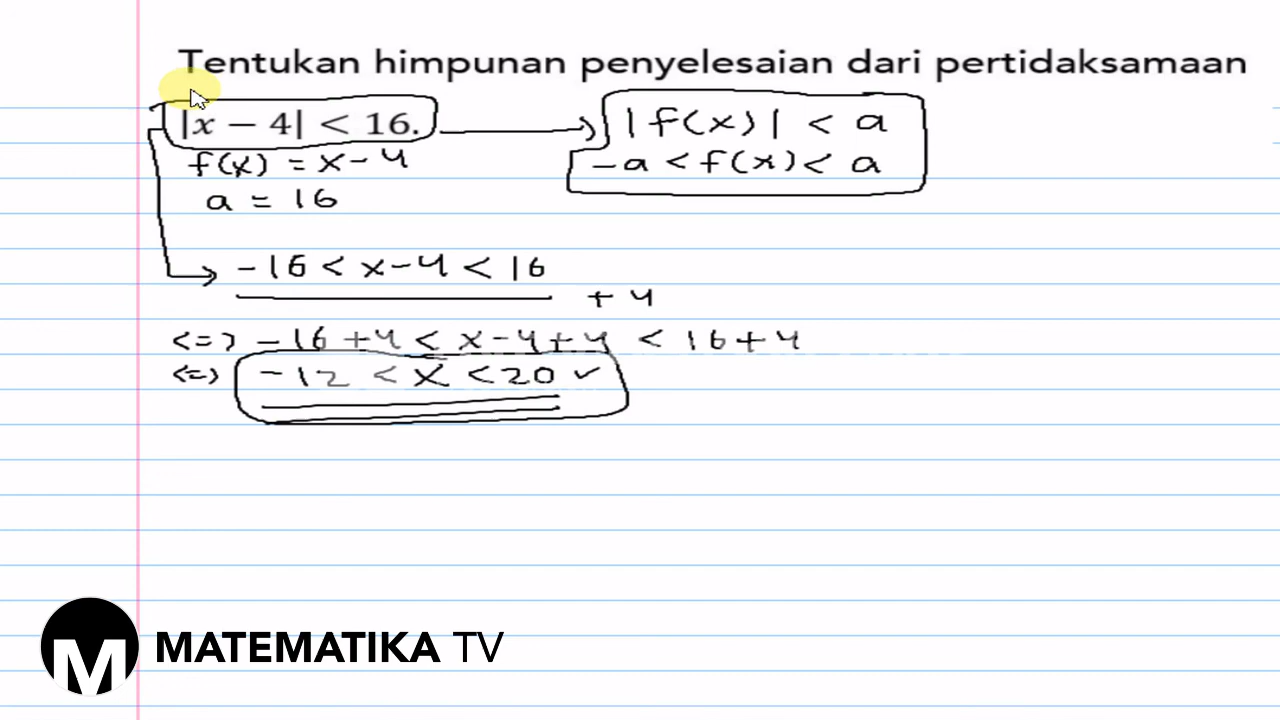 Tentukan himpunan penyelesaian dari pertidaksamaan
|x − 4| < 16.
|f(x)| < a
f(x) = x-4
-a < f(x) < a
a = 16
-16 < x-4 < 16
+ 4
<=> -16+4 < x-4+4 < 16+4
<=> -12 < x < 20 ✓
M MATEMATIKA TV